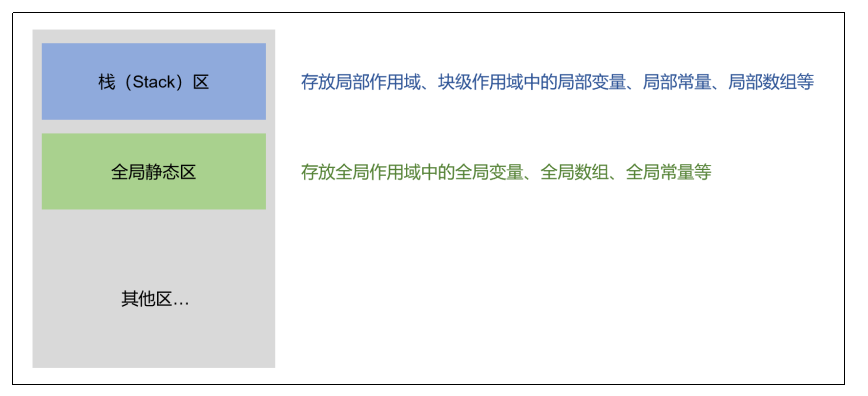 栈（Stack）区
存放局部作用域、块级作用域中的局部变量、局部常量、局部数组等
全局静态区
存放全局作用域中的全局变量、全局数组、全局常量等
其他区…